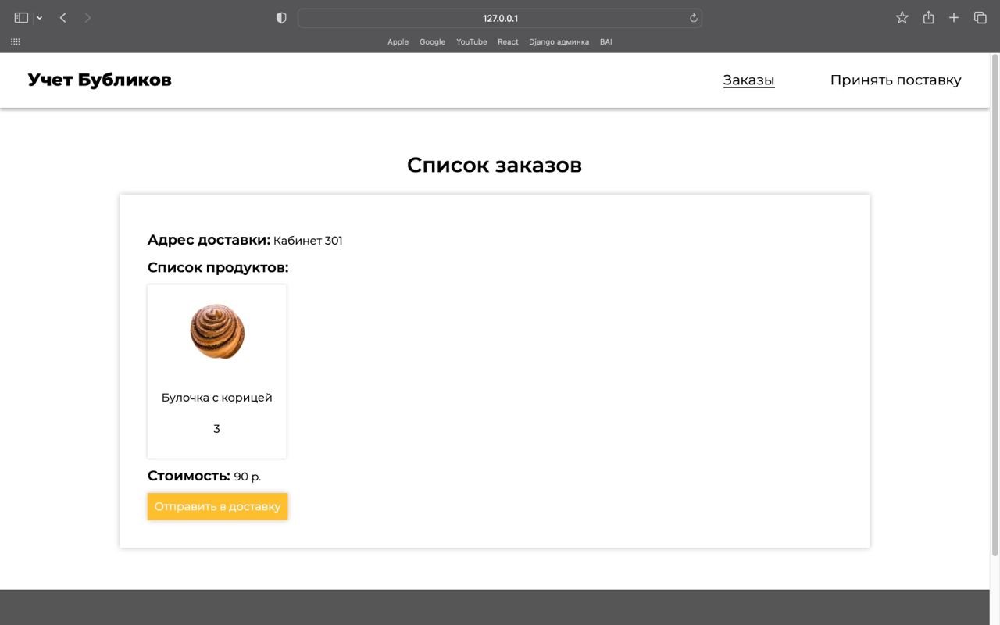 127.0.0.1
Apple Google YouTube React Django админка BAI
Учет Бубликов Заказы Принять поставку
Список заказов
Адрес доставки: Кабинет 301
Список продуктов:
Булочка с корицей
3
Стоимость: 90 р.
Отправить в доставку